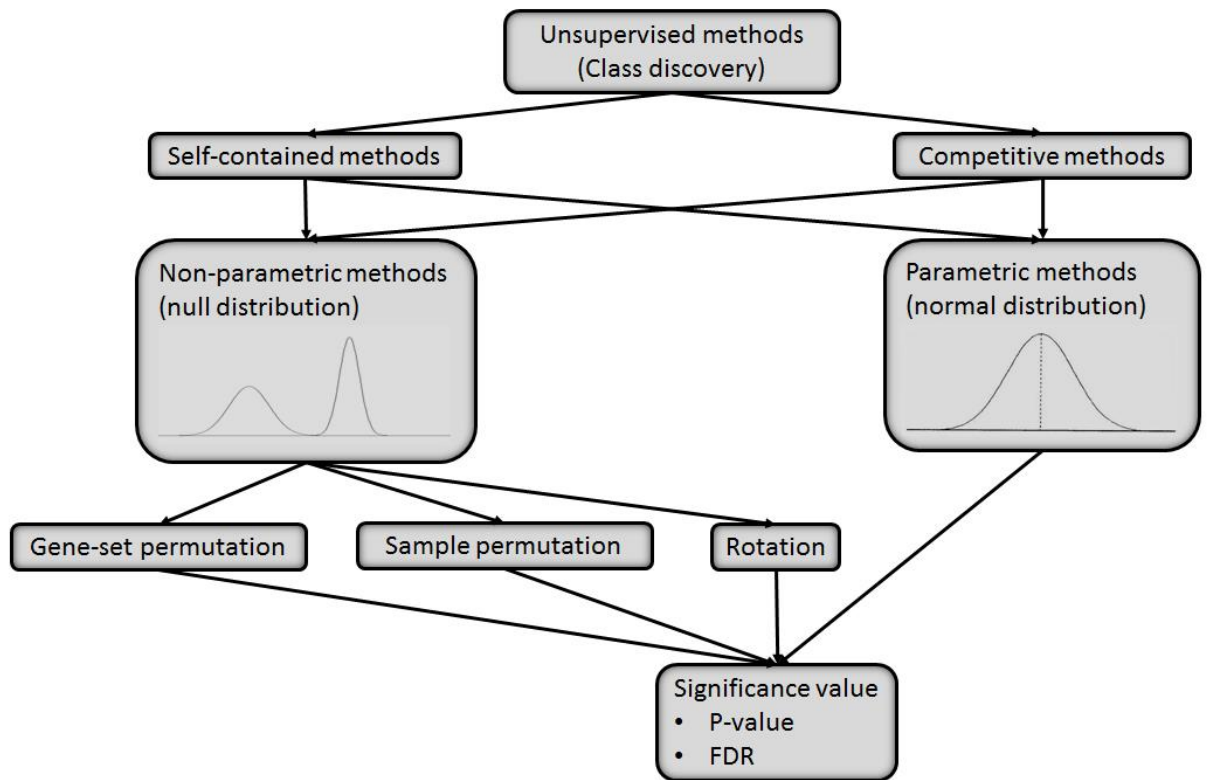 Unsupervised methods
(Class discovery)
Self-contained methods
Competitive methods
Non-parametric methods
(null distribution)
Parametric methods
(normal distribution)
Gene-set permutation
Sample permutation
Rotation
Significance value
• P-value
• FDR